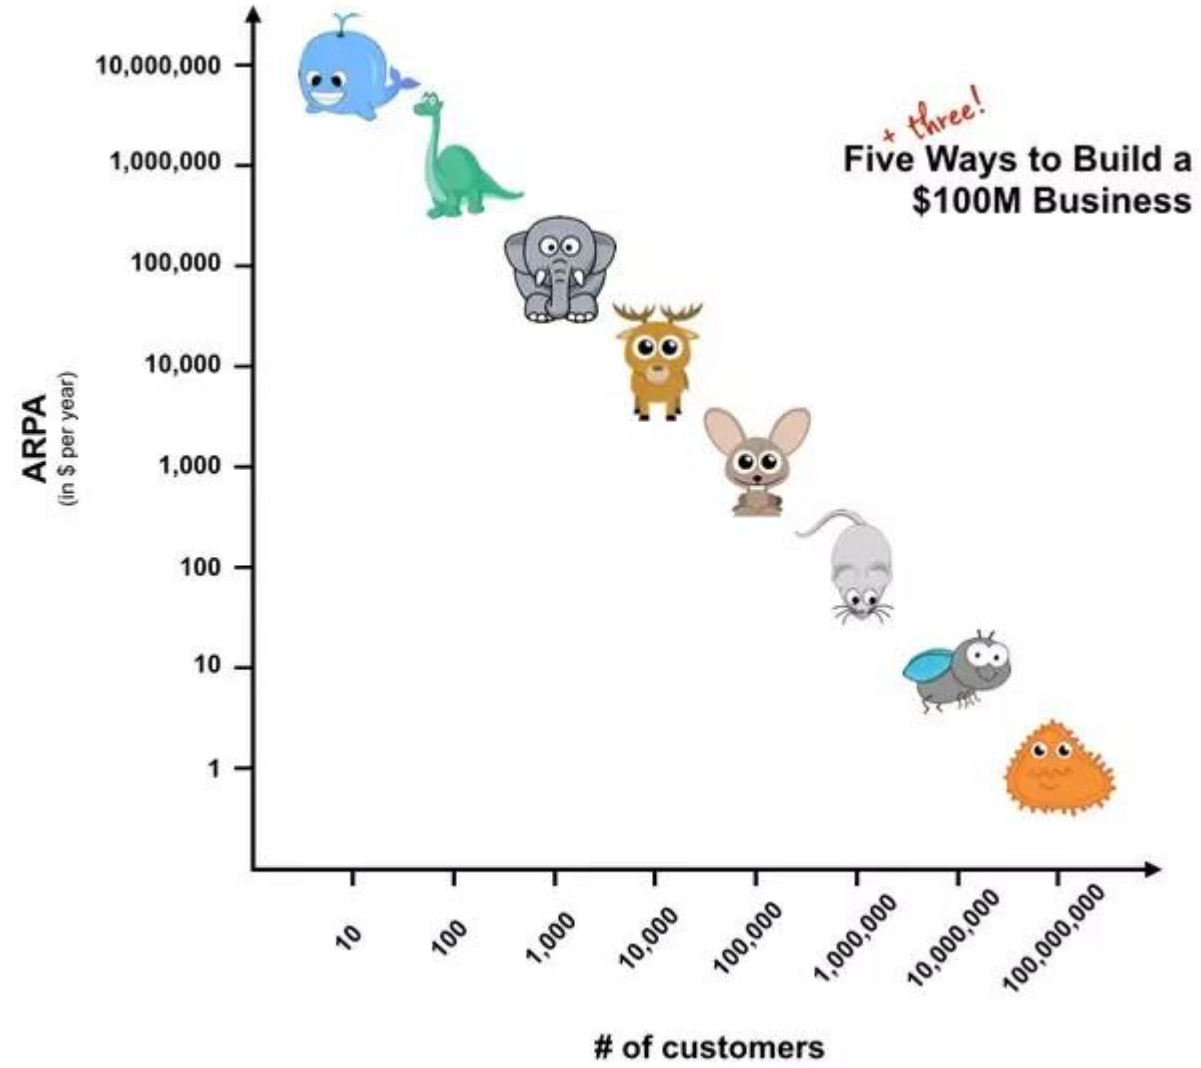 + three!
Five Ways to Build a
$100M Business
10,000,000
1,000,000
100,000
10,000
1,000
100
10
1
ARPA
(in $ per year)
10
100
1,000
10,000
100,000
1,000,000
10,000,000
100,000,000
# of customers